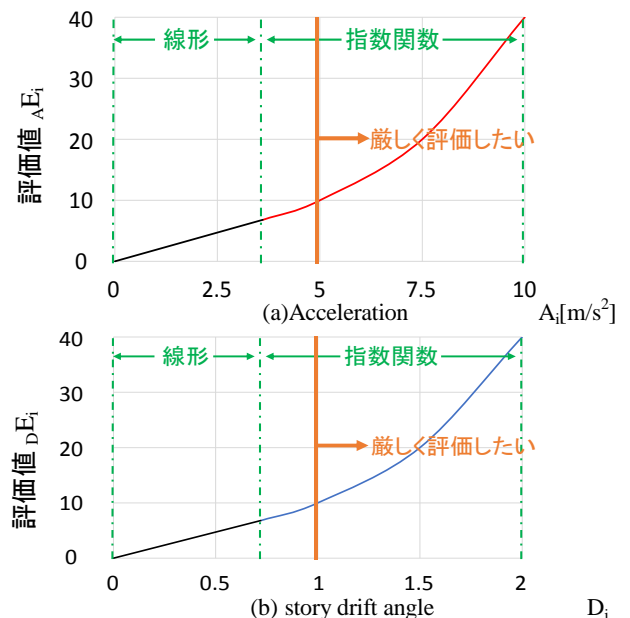 40
線形
指数関数
30
評価値 AEi
20
厳しく評価したい
10
0
0 2.5 5 7.5 10
(a)Acceleration Ai[m/s²]
40
線形
指数関数
30
評価値 DEi
20
厳しく評価したい
10
0
0 0.5 1 1.5 2
(b) story drift angle Di